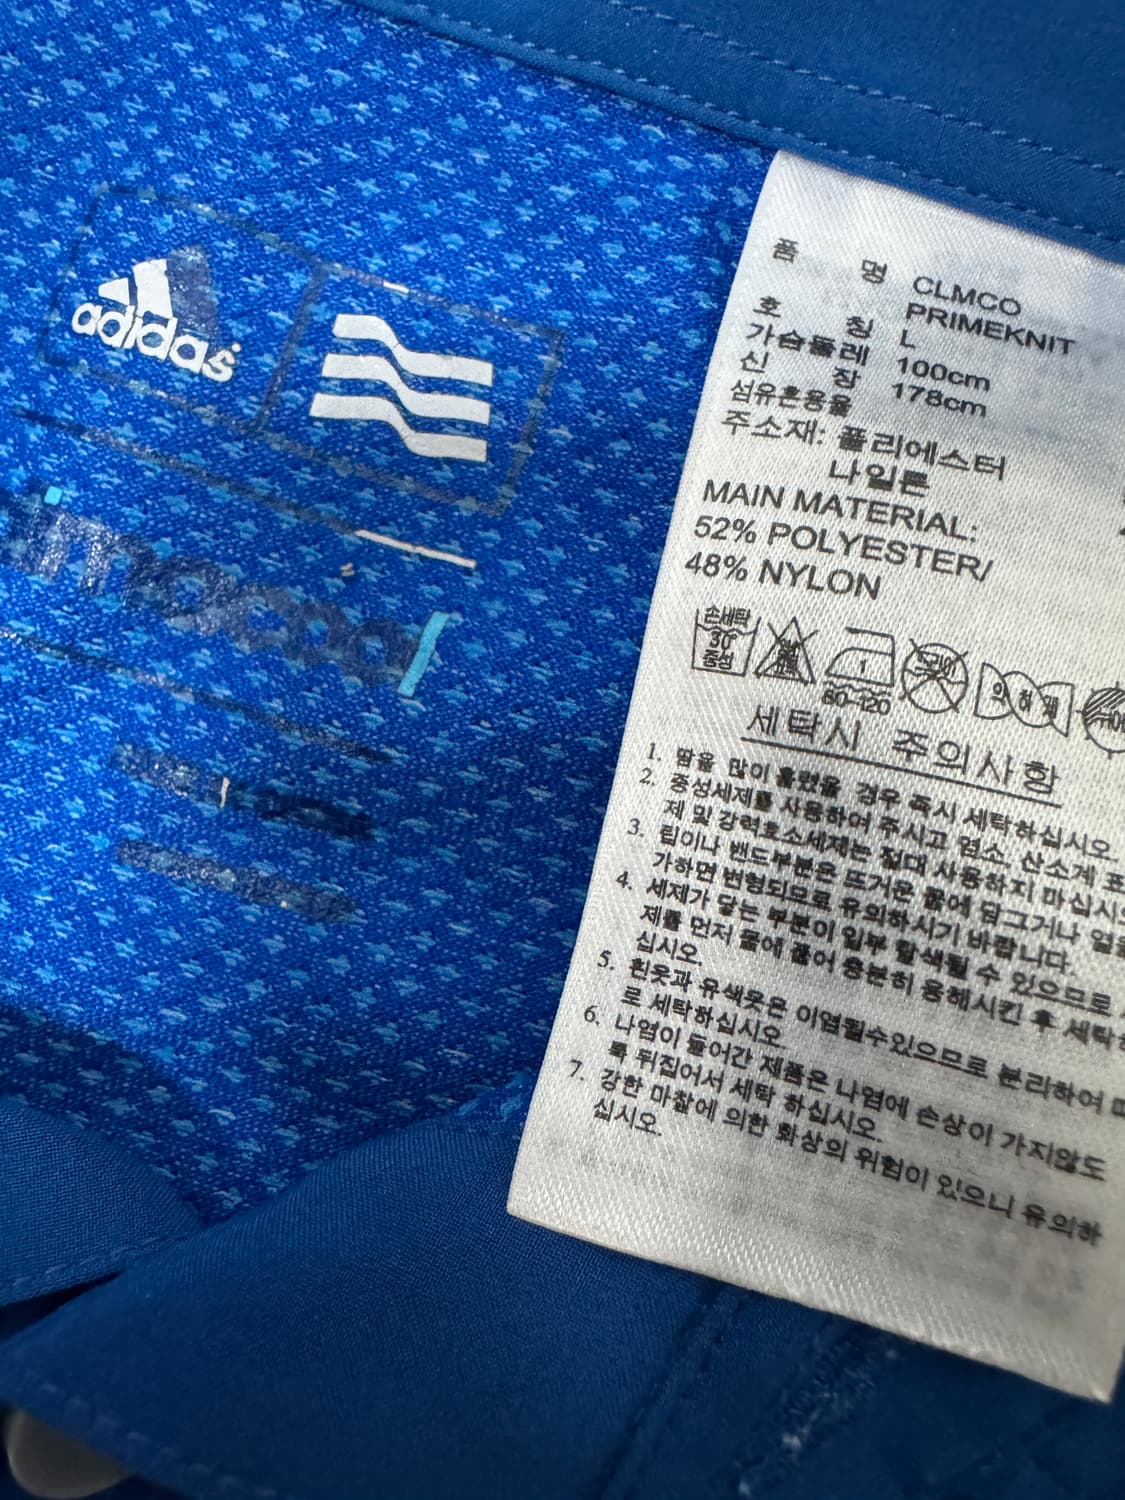 adidas
climacool
품 명 CLMCO
PRIMEKNIT
호 칭 L
가슴둘레 100cm
신 장 178cm
섬유혼용율
주소재: 폴리에스터
나일론
MAIN MATERIAL:
52% POLYESTER/
48% NYLON
손세탁
30°
중성
1
80~120
세탁시 주의사항
1. 땀을 많이 흘렸을 경우 즉시 세탁하십시오.
2. 중성세제를 사용하여 주시고 염소, 산소계 표
제 및 강력효소세제는 절대 사용하지 마십시오
3. 립이나 밴드부분은 뜨거운 물에 담그거나 열을
가하면 변형되므로 유의하시기 바랍니다.
4. 세제가 닿는 부분이 일부 탈색될 수 있으므로
제를 먼저 물에 풀어 충분히 용해시킨 후 세탁하
십시오.
5. 흰옷과 유색옷은 이염될수있으므로 분리하여
로 세탁하십시오.
6. 나염이 들어간 제품은 나염에 손상이 가지않도
록 뒤집어서 세탁 하십시오.
7. 강한 마찰에 의한 화상의 위험이 있으니 유의하
십시오.